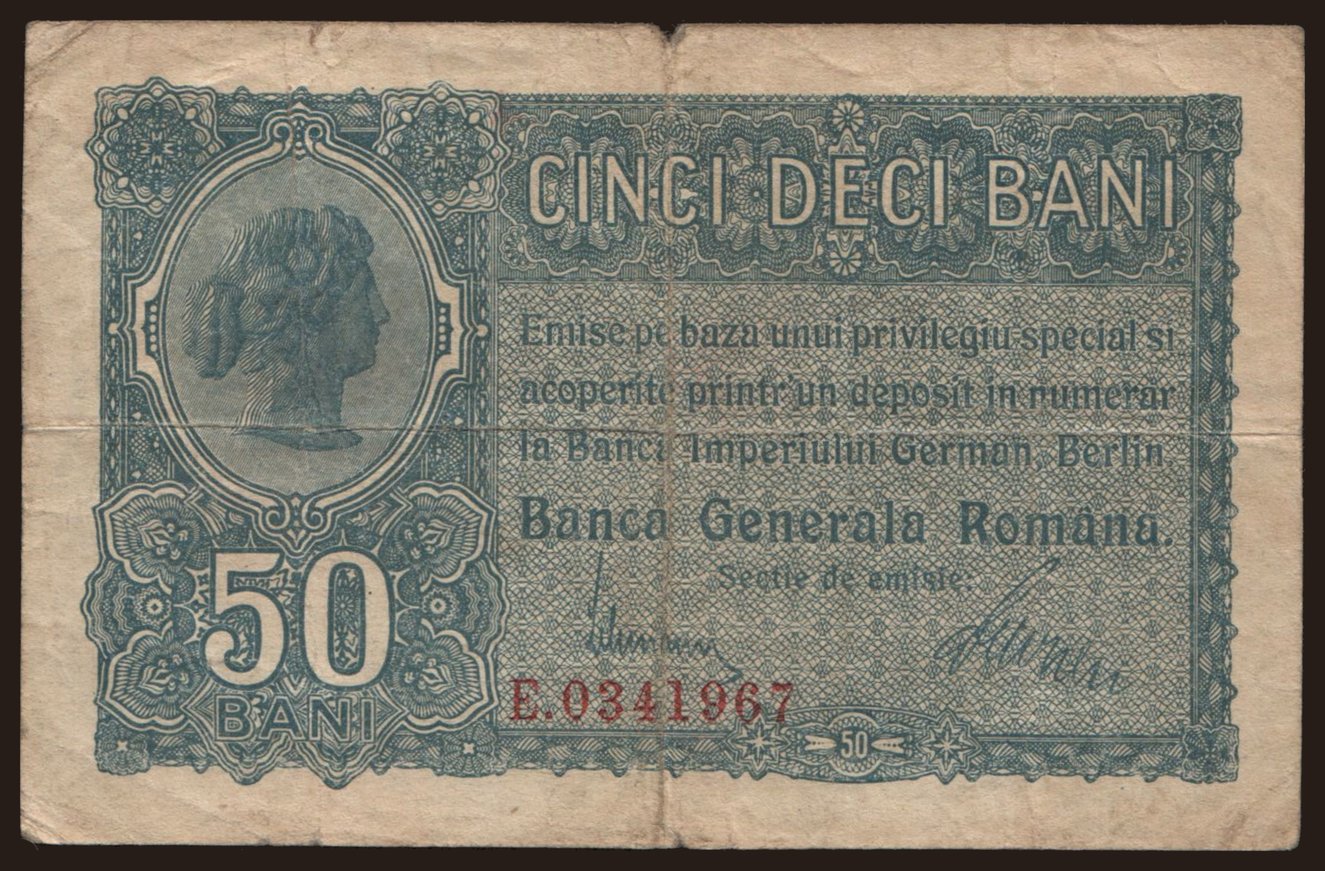 CINCI DECI BANI
Emise pe baza unui privilegiu special si
acoperite printr'un deposit in numerar
la Banca Imperiului German, Berlin.
Banca Generala Româna.
Sectie de emisie:
E.0341967
50
BANI
50